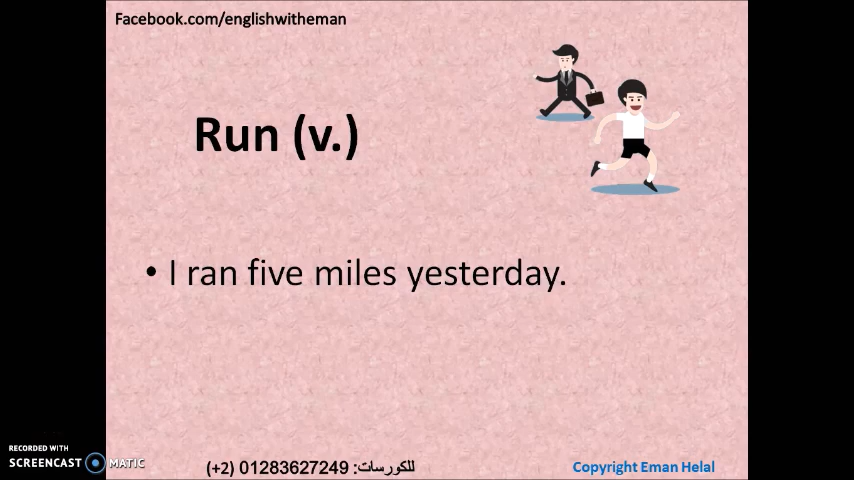 Facebook.com/englishwitheman
Run (v.)
• I ran five miles yesterday.
RECORDED WITH
SCREENCAST MATIC
للكورسات: 01283627249 (2+)
Copyright Eman Helal